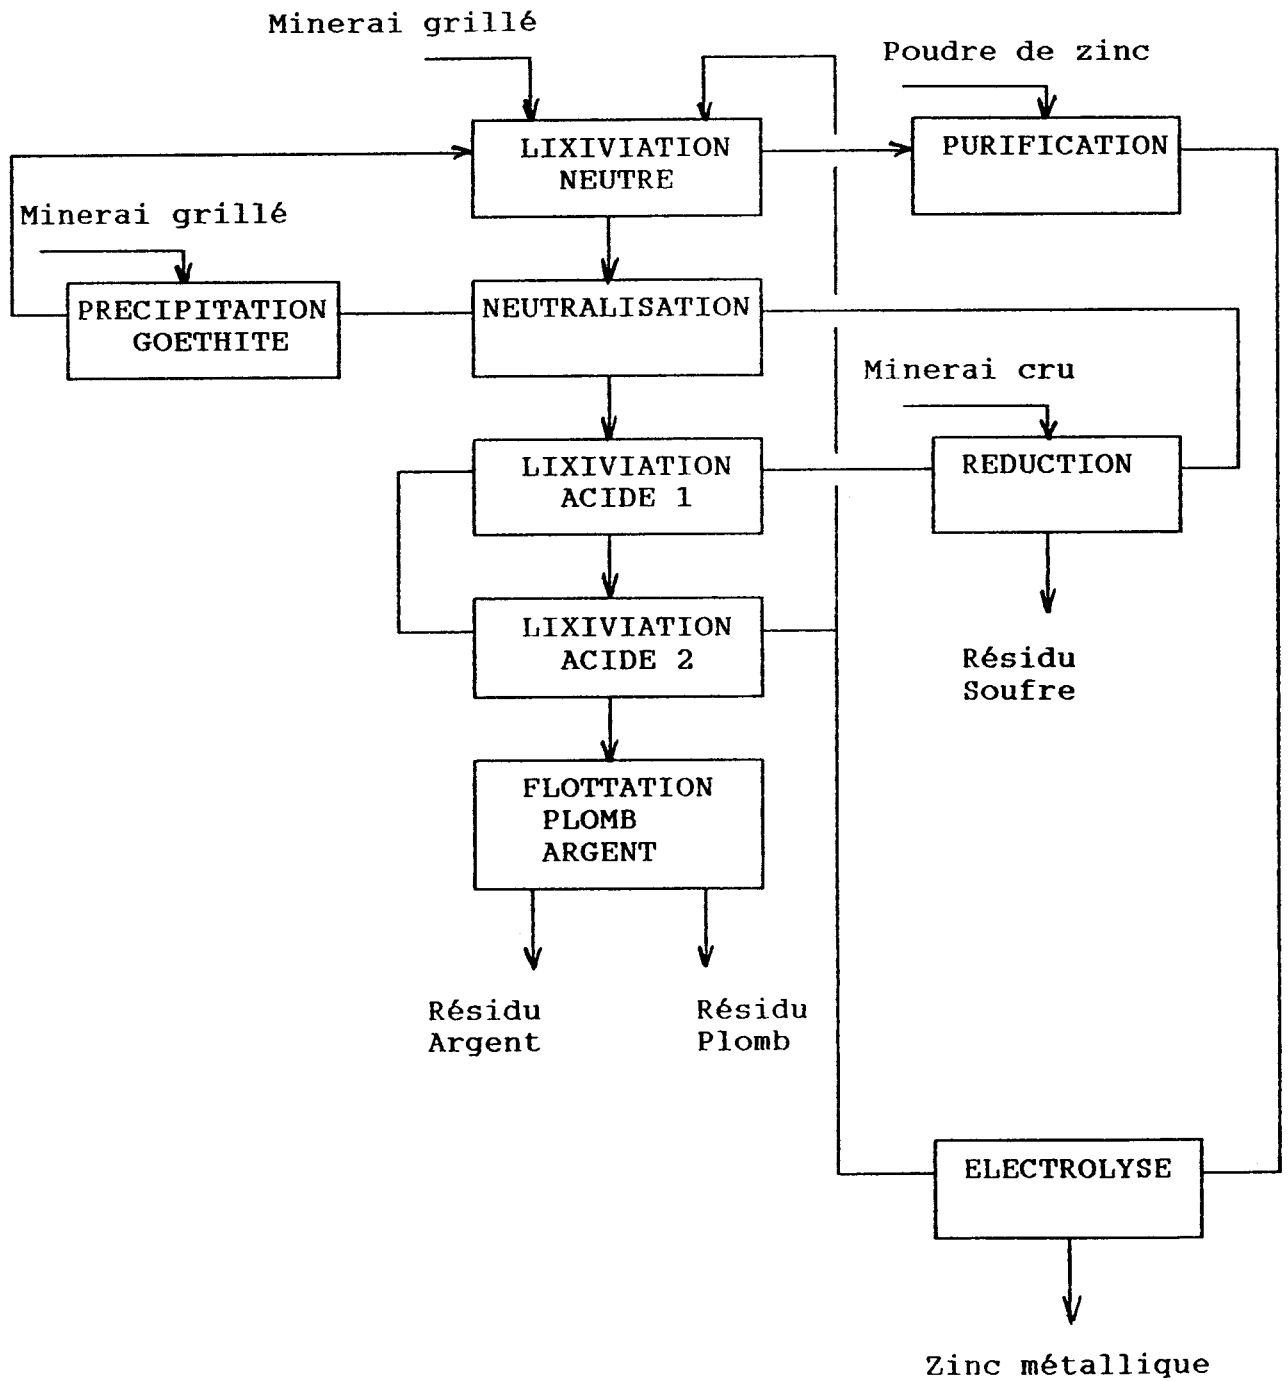 Minerai grillé
Poudre de zinc
LIXIVIATION
NEUTRE
PURIFICATION
Minerai grillé
PRECIPITATION
GOETHITE
NEUTRALISATION
Minerai cru
LIXIVIATION
ACIDE 1
REDUCTION
LIXIVIATION
ACIDE 2
Résidu
Soufre
FLOTTATION
PLOMB
ARGENT
Résidu
Argent
Résidu
Plomb
ELECTROLYSE
Zinc métallique